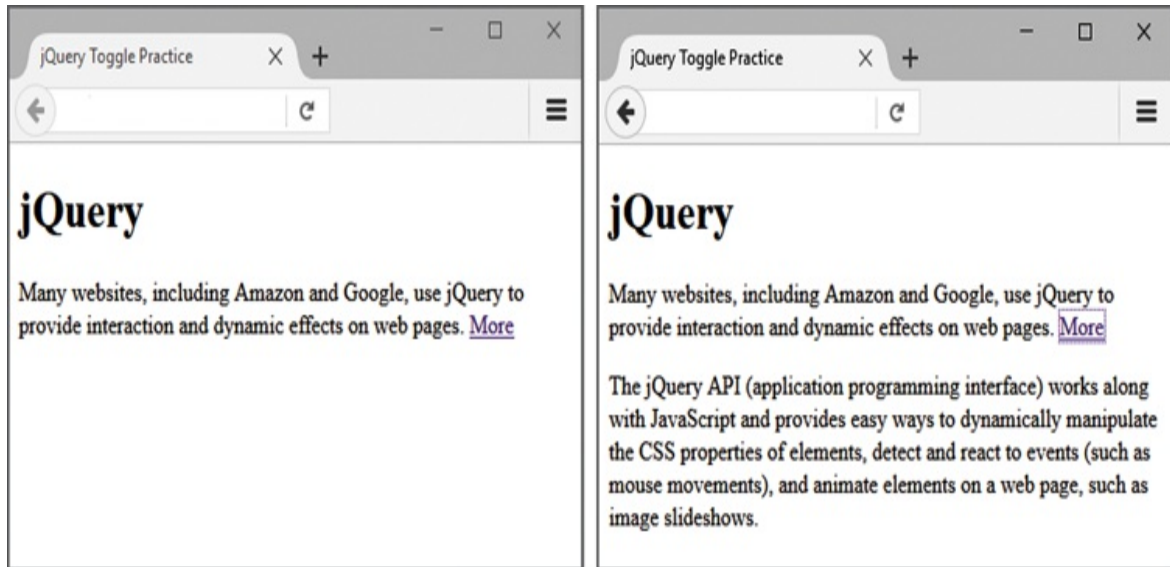 jQuery Toggle Practice
jQuery
Many websites, including Amazon and Google, use jQuery to
provide interaction and dynamic effects on web pages. More
jQuery Toggle Practice
jQuery
Many websites, including Amazon and Google, use jQuery to
provide interaction and dynamic effects on web pages. More
The jQuery API (application programming interface) works along
with JavaScript and provides easy ways to dynamically manipulate
the CSS properties of elements, detect and react to events (such as
mouse movements), and animate elements on a web page, such as
image slideshows.